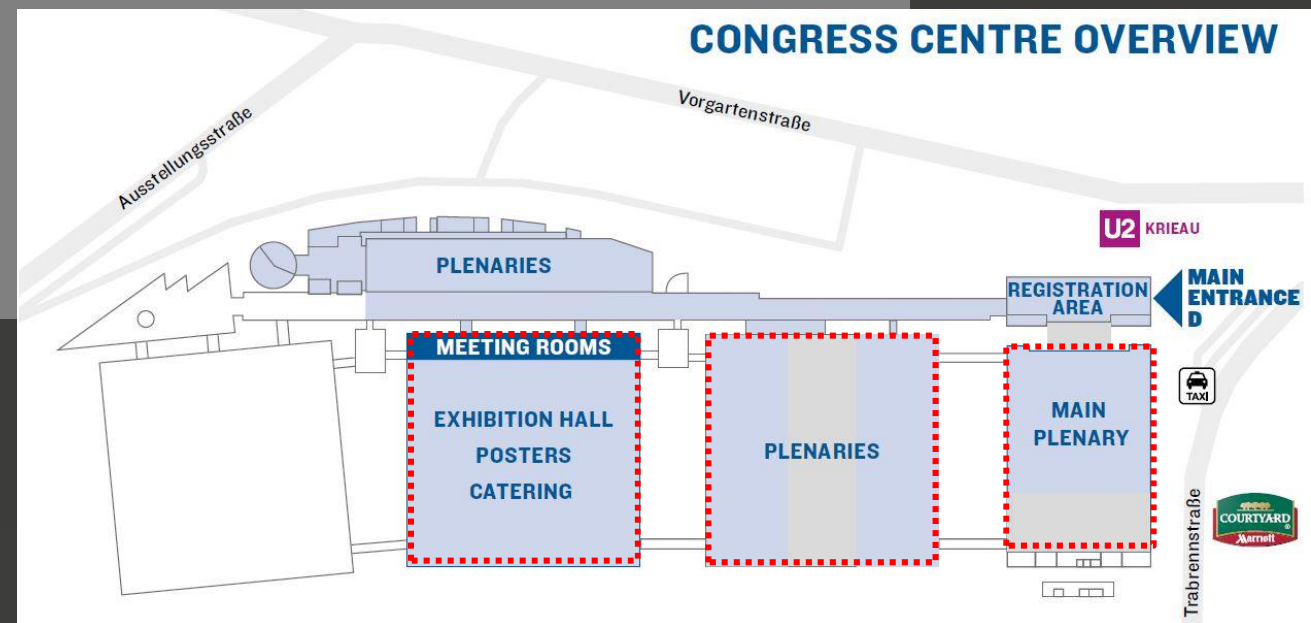 CONGRESS CENTRE OVERVIEW
Vorgartenstraße
Ausstellungsstraße
U2 KRIEAU
PLENARIES
REGISTRATION
AREA
MAIN
ENTRANCE
D
MEETING ROOMS
EXHIBITION HALL
POSTERS
CATERING
PLENARIES
MAIN
PLENARY
TAXI
Trabrennstraße
COURTYARD
Marriott